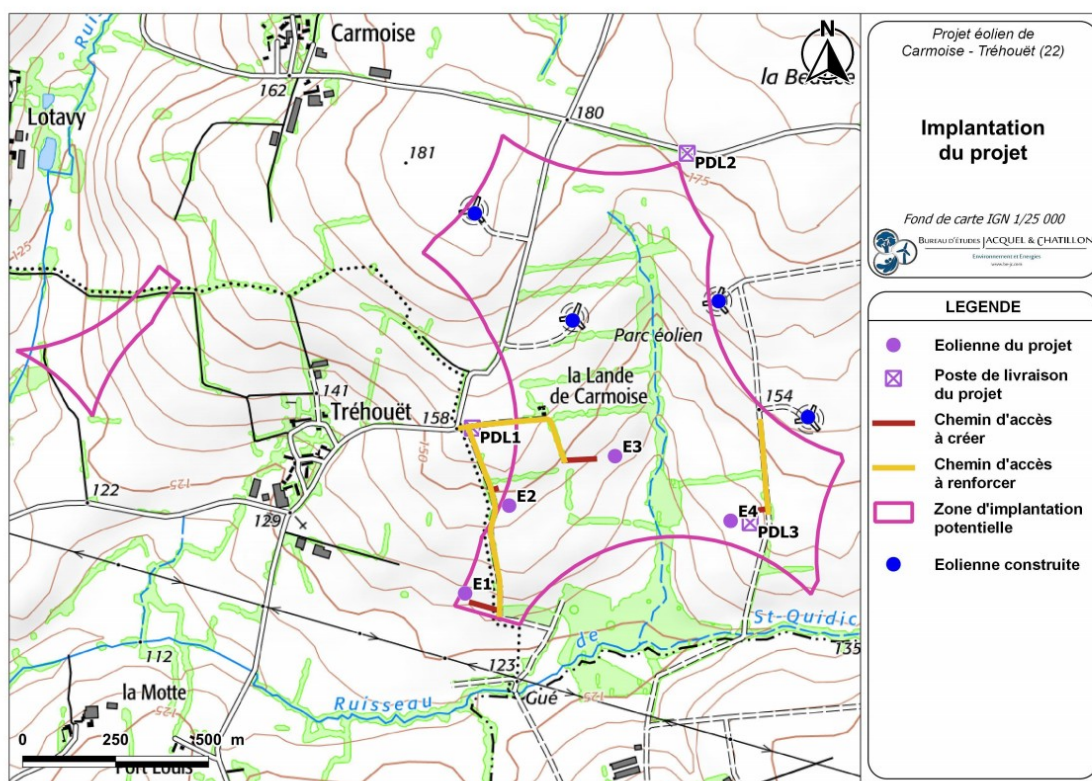 Carmoise
162
Lotavy
Ruis
181
180
la Béauce
N
PDL2
175
125
Parc éolien
la Lande
de Carmoise
141
Tréhouët
158
PDL1
150
E3
154
E2
122
125
129
E4
PDL3
E1
St-Quidic
135
de
112
123
Gué
125
la Motte
125
Ruisseau
0 250 500 m
Port Louis
Projet éolien de
Carmoise - Tréhouët (22)
Implantation
du projet
Fond de carte IGN 1/25 000
BUREAU D'ÉTUDES JACQUEL & CHATILLON
Environnement et Energies
LEGENDE
Eolienne du projet
Poste de livraison
du projet
Chemin d'accès
à créer
Chemin d'accès
à renforcer
Zone d'implantation
potentielle
Eolienne construite